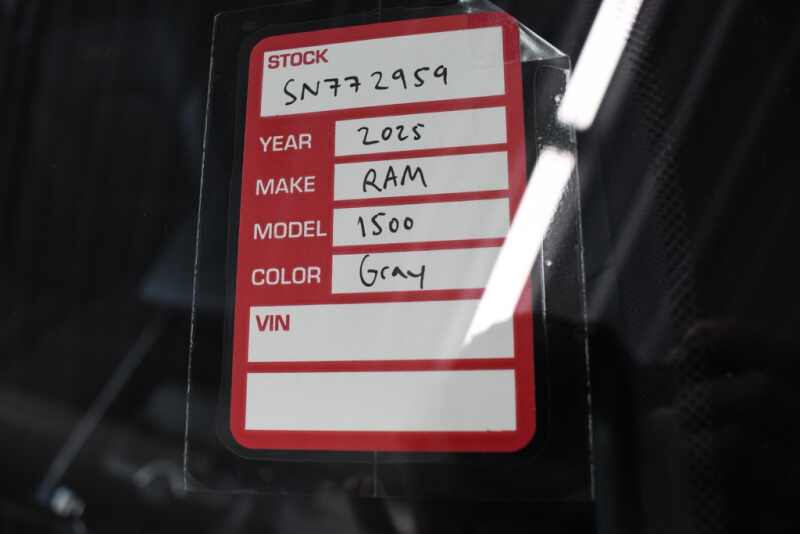 STOCK
SN772959
YEAR 2025
MAKE RAM
MODEL 1500
COLOR Gray
VIN